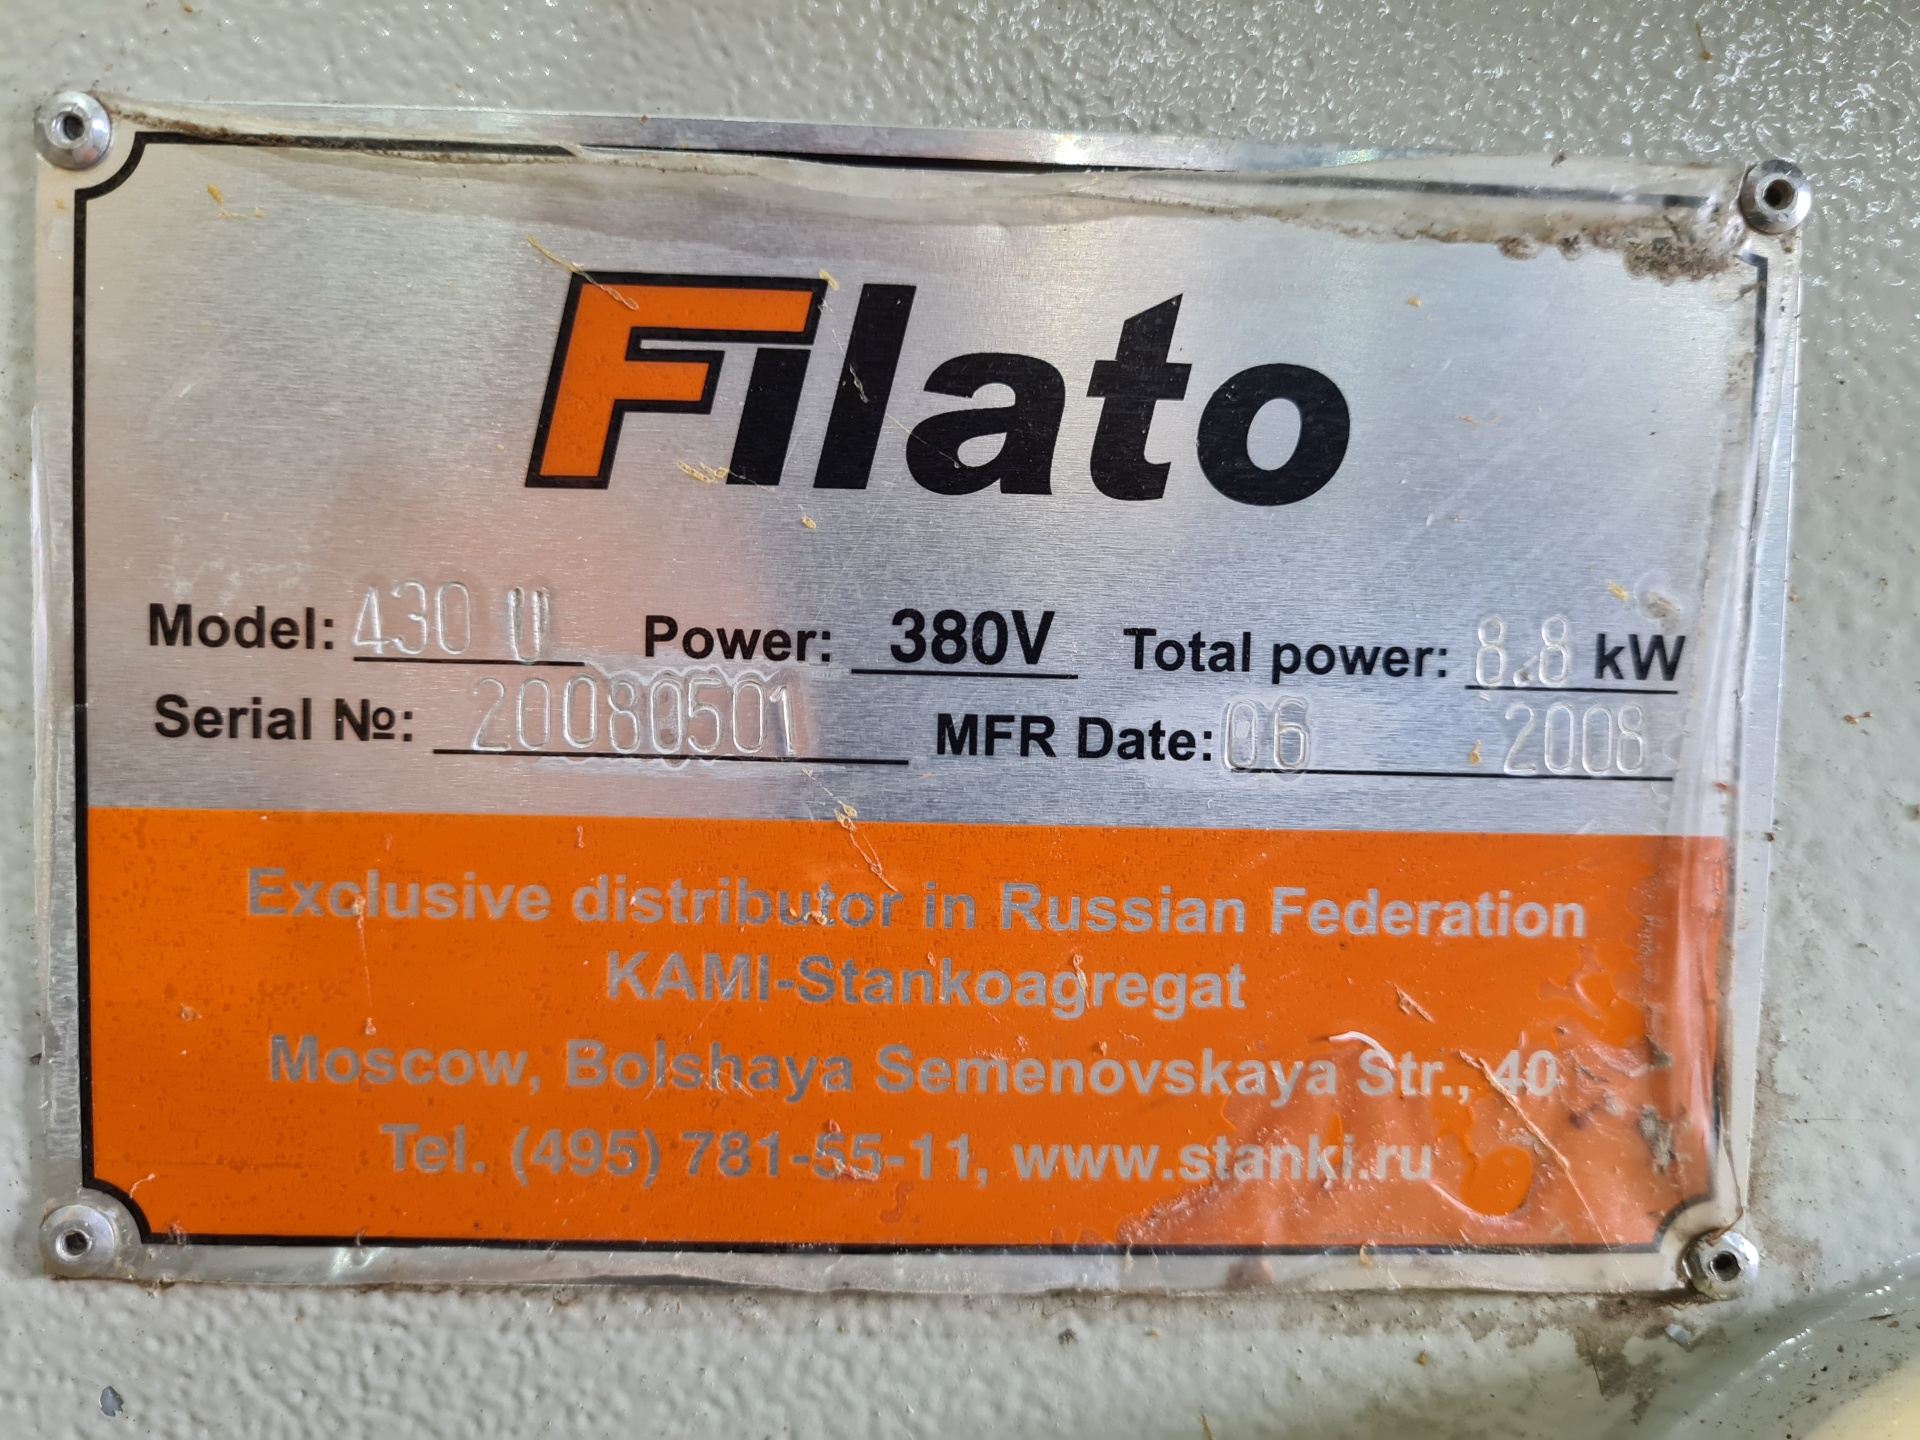 Filato
Model: 430 U Power: 380V Total power: 8.8 kW
Serial №: 20080501 MFR Date: 06 2008
Exclusive distributor in Russian Federation
KAMI-Stankoagregat
Moscow, Bolshaya Semenovskaya Str., 40
Tel. (495) 781-55-11, www.stanki.ru